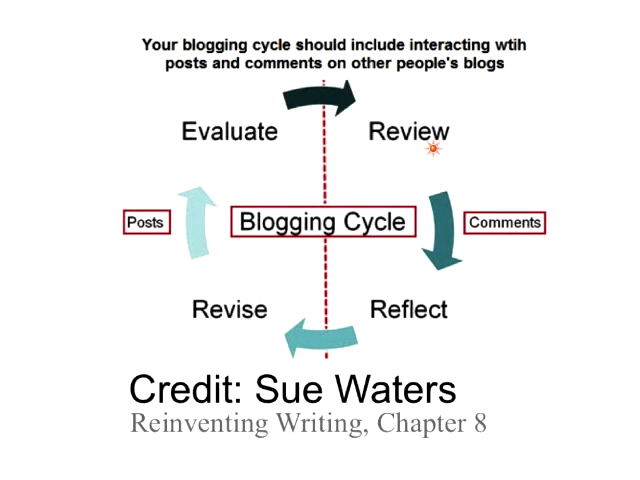 Your blogging cycle should include interacting wtih
posts and comments on other people's blogs
Evaluate
Review
Posts
Blogging Cycle
Comments
Revise
Reflect
Credit: Sue Waters
Reinventing Writing, Chapter 8